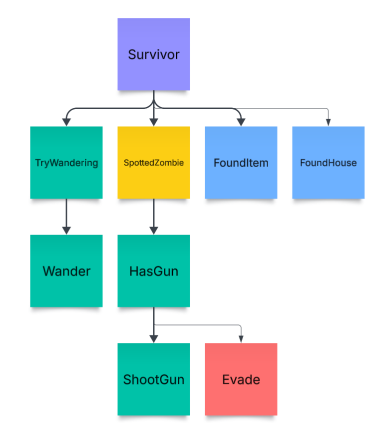 Survivor
TryWandering
SpottedZombie
FoundItem
FoundHouse
Wander
HasGun
ShootGun
Evade